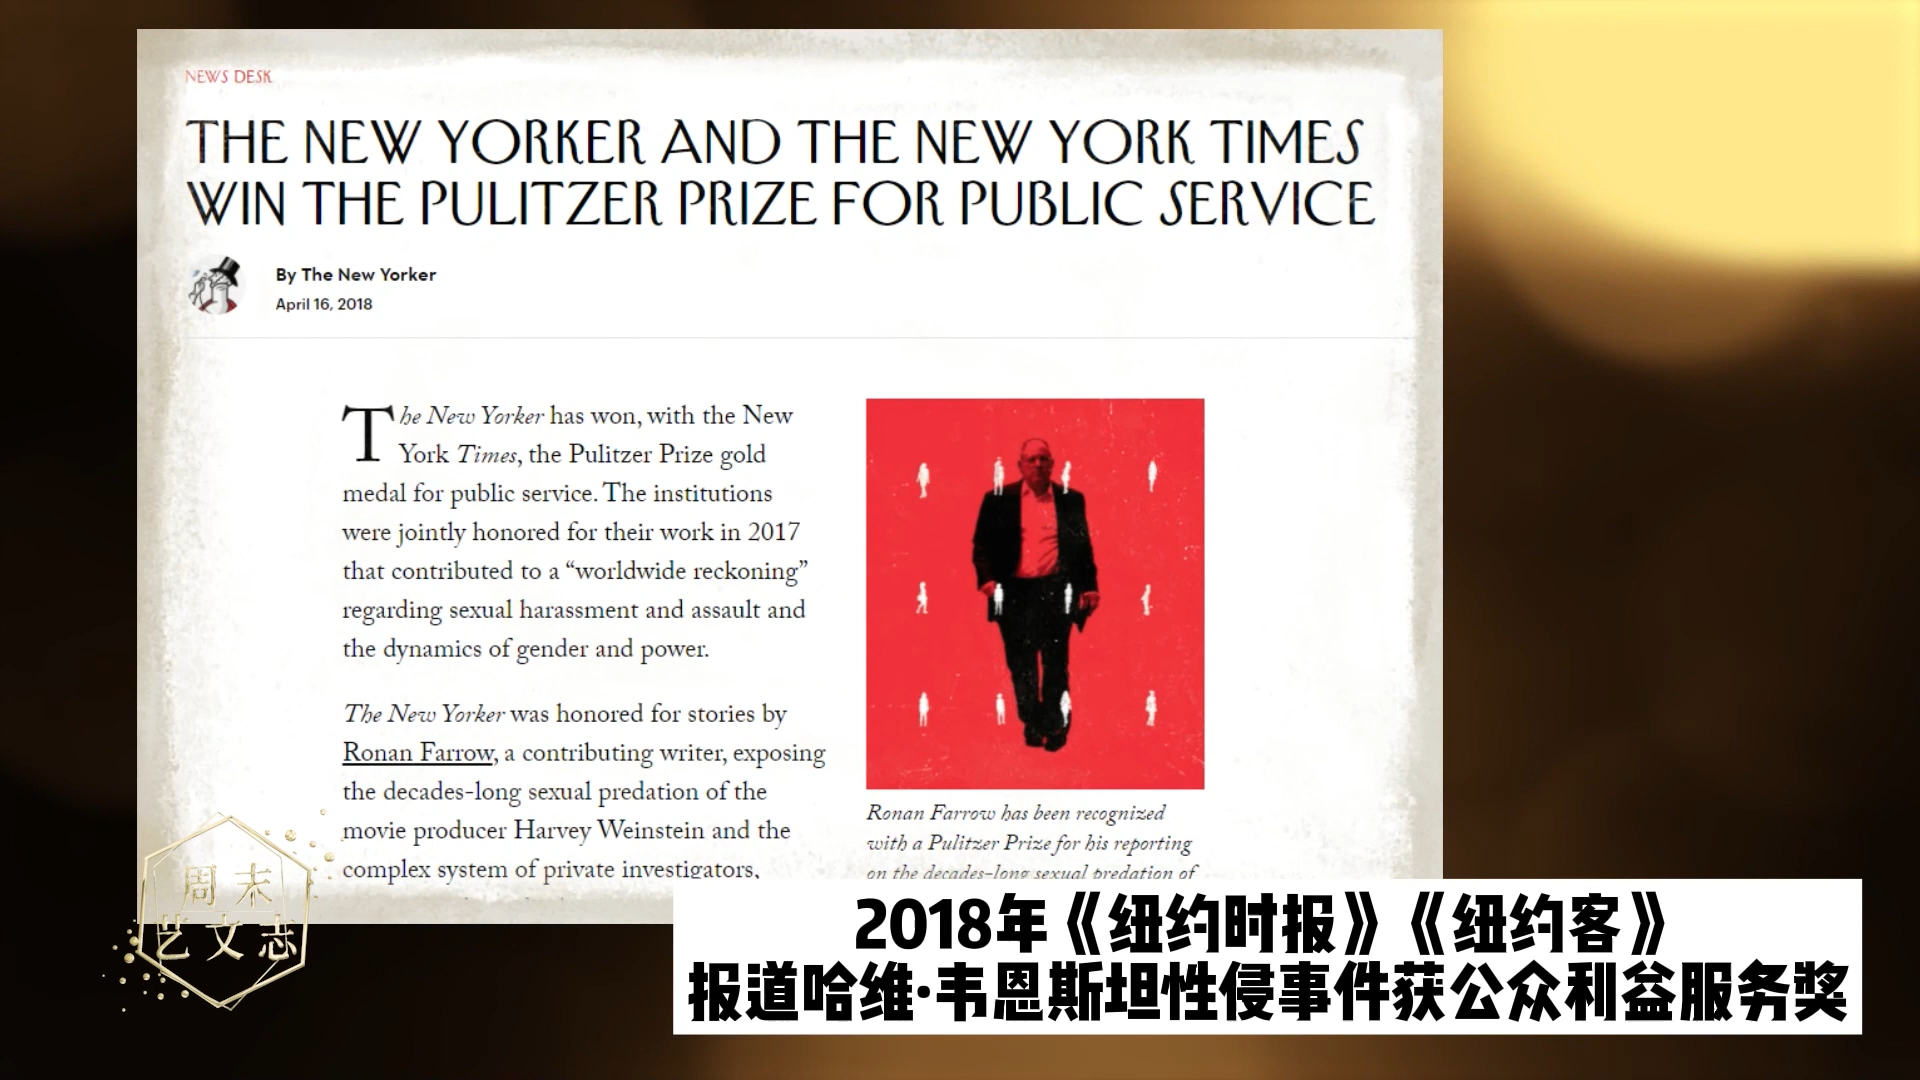 NEWS DESK
THE NEW YORKER AND THE NEW YORK TIMES
WIN THE PULITZER PRIZE FOR PUBLIC SERVICE
By The New Yorker
April 16, 2018
The New Yorker has won, with the New
York Times, the Pulitzer Prize gold
medal for public service. The institutions
were jointly honored for their work in 2017
that contributed to a “worldwide reckoning”
regarding sexual harassment and assault and
the dynamics of gender and power.
The New Yorker was honored for stories by
Ronan Farrow, a contributing writer, exposing
the decades-long sexual predation of the
movie producer Harvey Weinstein and the
complex system of private investigators,
Ronan Farrow has been recognized
with a Pulitzer Prize for his reporting
on the decades-long sexual predation of
周末
艺文志
2018年《纽约时报》《纽约客》
报道哈维·韦恩斯坦性侵事件获公众利益服务奖